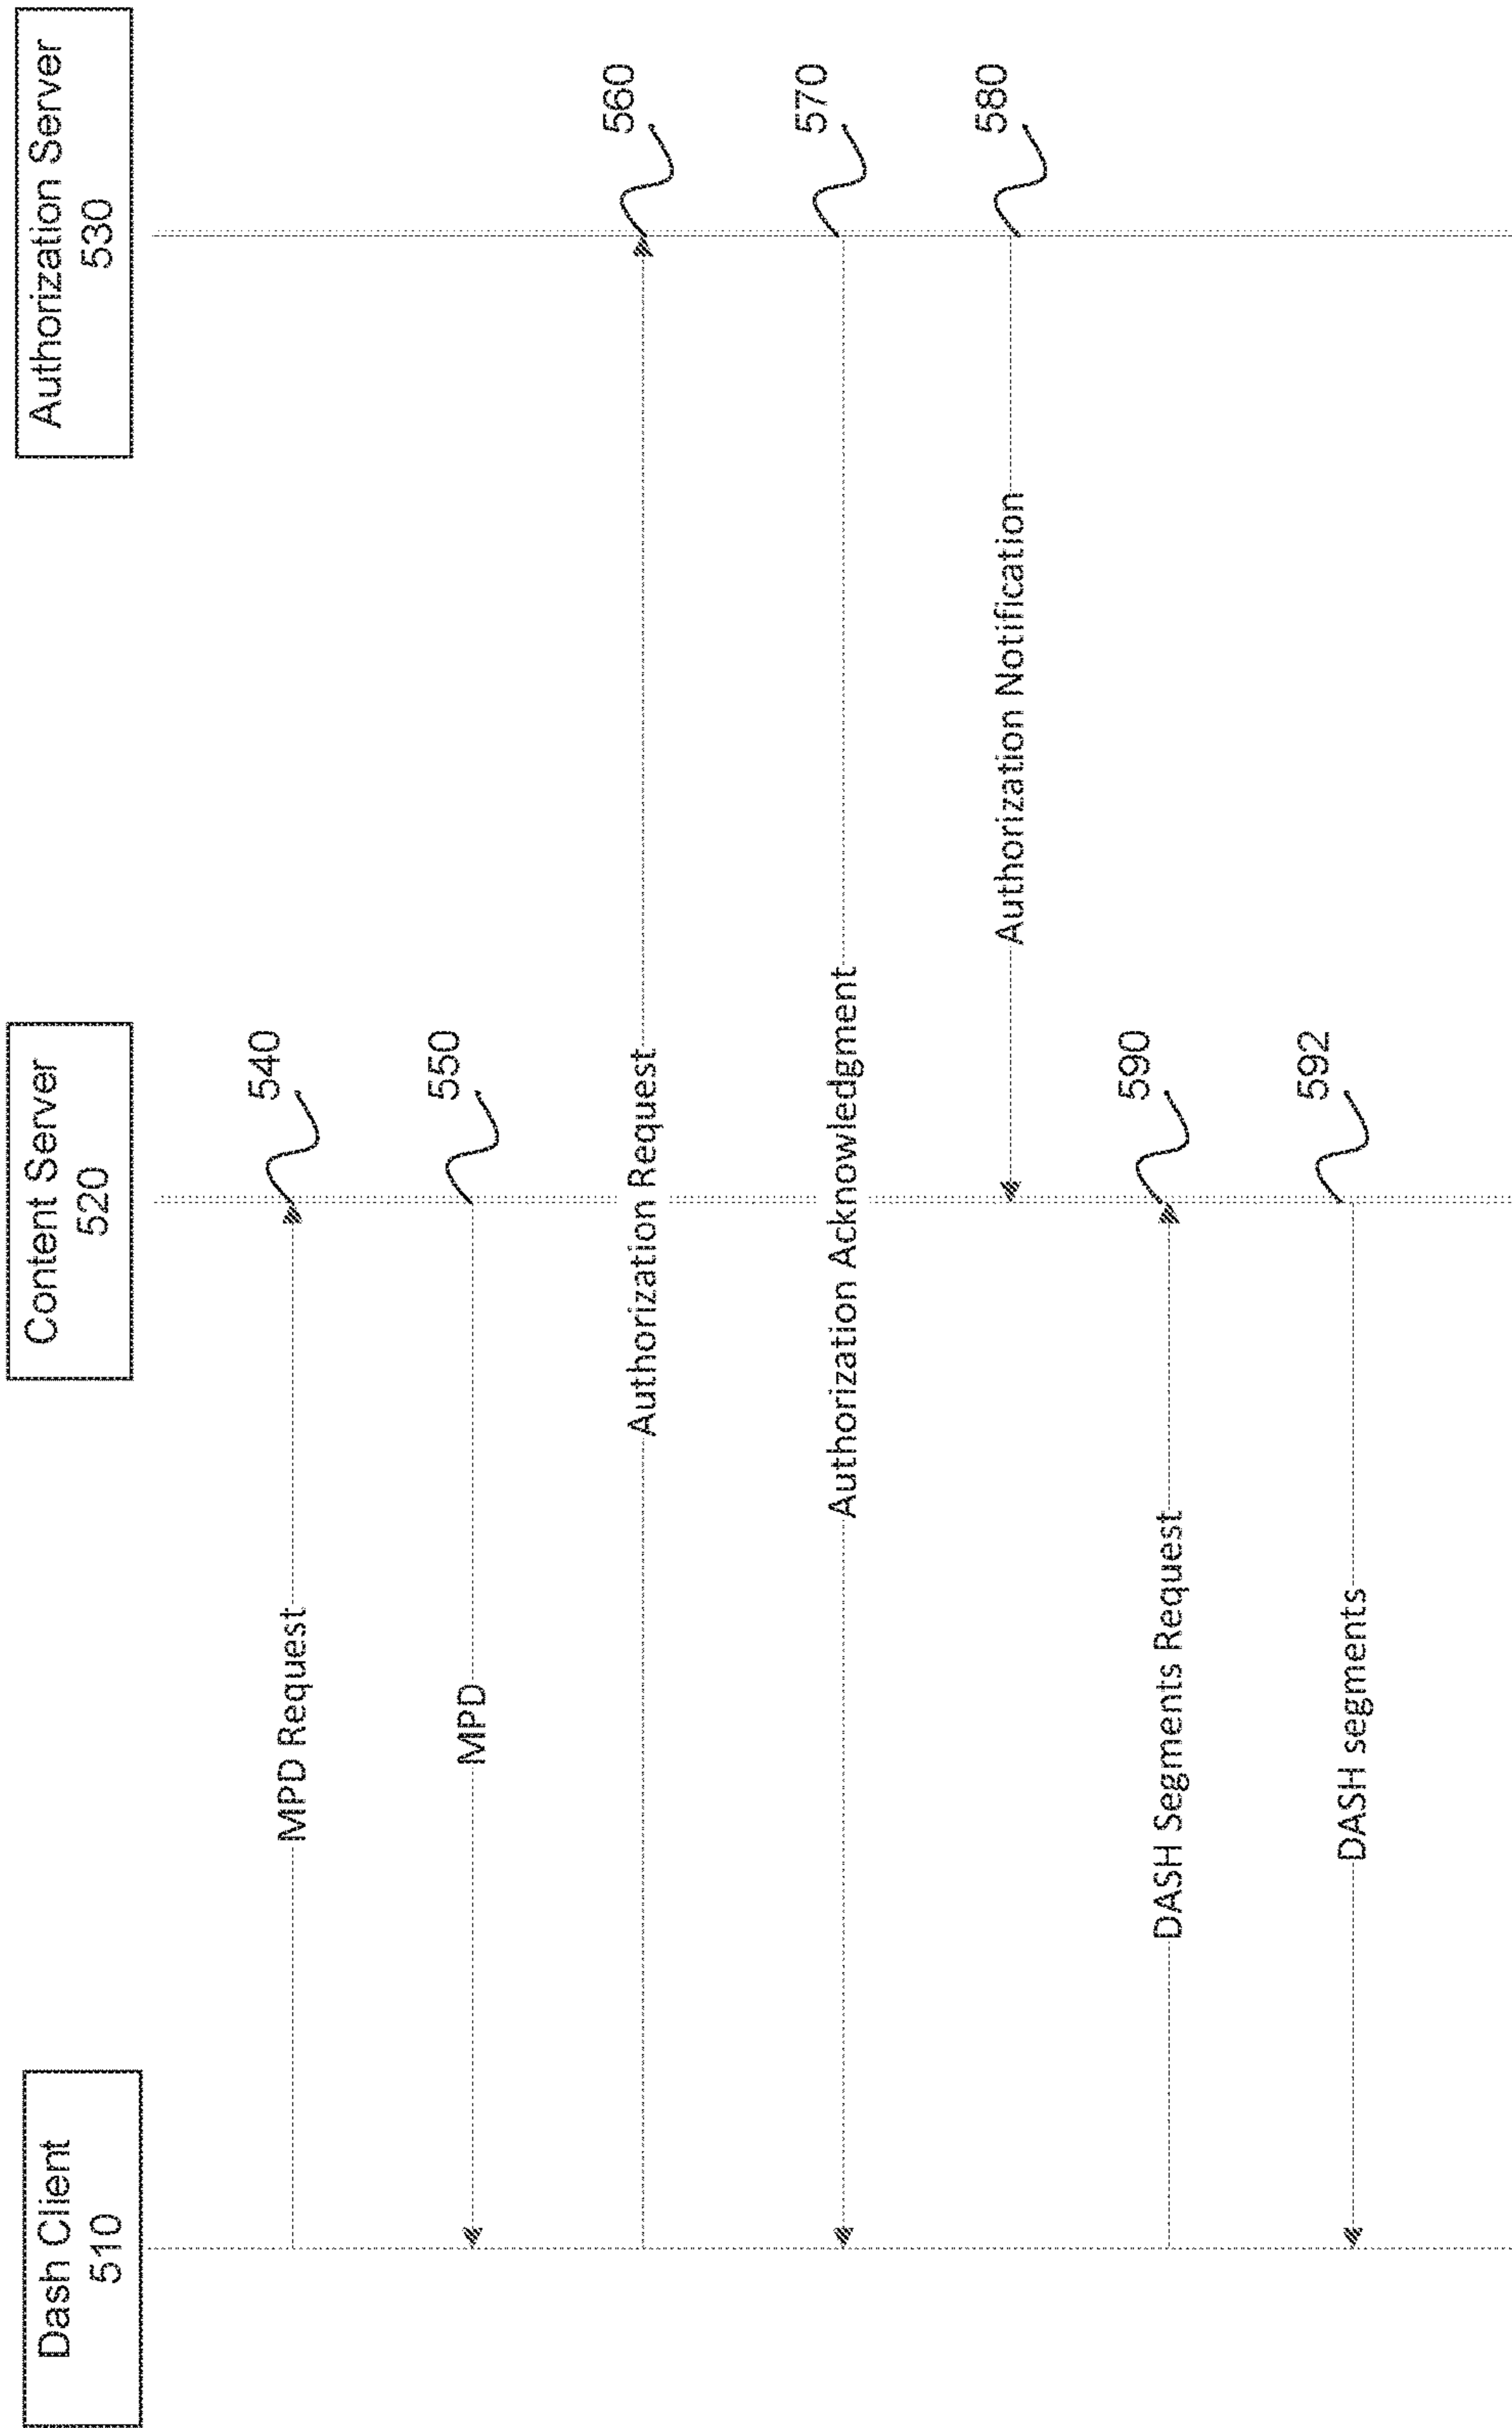 Dash Client
510
Content Server
520
Authorization Server
530
MPD Request
540
MPD
550
Authorization Request
560
Authorization Acknowledgment
570
Authorization Notification
580
DASH Segments Request
590
DASH segments
592